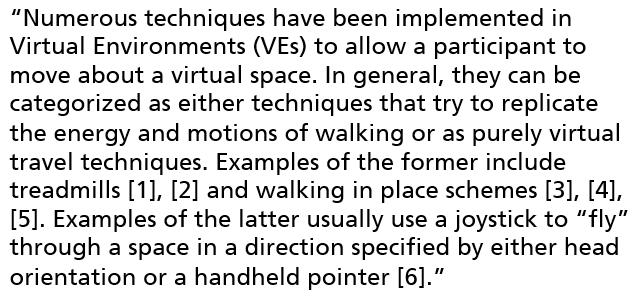 “Numerous techniques have been implemented in
Virtual Environments (VEs) to allow a participant to
move about a virtual space. In general, they can be
categorized as either techniques that try to replicate
the energy and motions of walking or as purely virtual
travel techniques. Examples of the former include
treadmills [1], [2] and walking in place schemes [3], [4],
[5]. Examples of the latter usually use a joystick to “fly”
through a space in a direction specified by either head
orientation or a handheld pointer [6].”